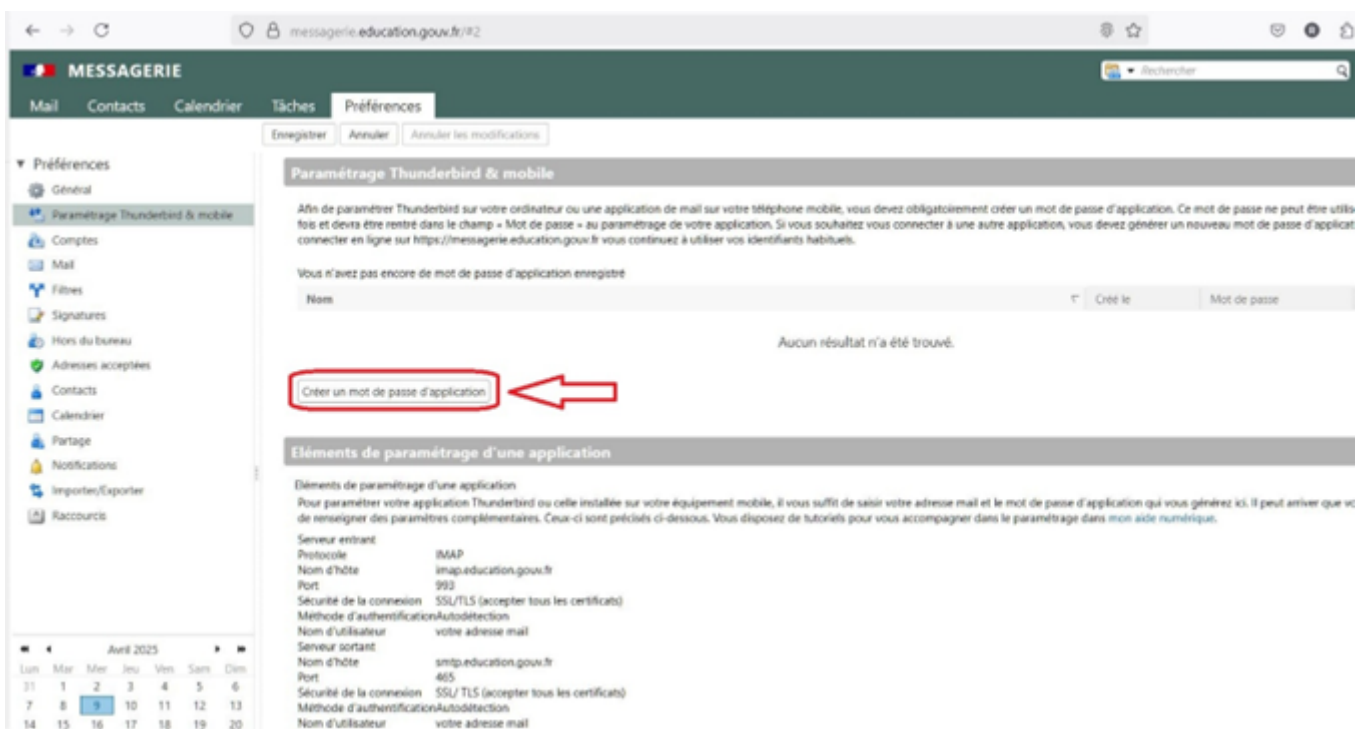 messagerie.education.gouv.fr/#2
MESSAGERIE
Rechercher
Mail Contacts Calendrier Tâches Préférences
Enregistrer Annuler Annuler les modifications
Préférences
Général
Paramétrage Thunderbird & mobile
Comptes
Mail
Filtres
Signatures
Hors du bureau
Adresses acceptées
Contacts
Calendrier
Partage
Notifications
Importer/Exporter
Raccourcis
Avril 2025
Lun Mar Mer Jeu Ven Sam Dim
31 1 2 3 4 5 6
7 8 9 10 11 12 13
14 15 16 17 18 19 20
Paramétrage Thunderbird & mobile
Afin de paramétrer Thunderbird sur votre ordinateur ou une application de mail sur votre téléphone mobile, vous devez obligatoirement créer un mot de passe d'application. Ce mot de passe ne peut être utilis
fois et devra être rentré dans le champ « Mot de passe » au paramétrage de votre application. Si vous souhaitez vous connecter à une autre application, vous devez générer un nouveau mot de passe d'applicat
connecter en ligne sur https://messagerie.education.gouv.fr vous continuez à utiliser vos identifiants habituels.
Vous n'avez pas encore de mot de passe d'application enregistré
Nom Créé le Mot de passe
Aucun résultat n'a été trouvé.
Créer un mot de passe d'application
Eléments de paramétrage d'une application
Eléments de paramétrage d'une application
Pour paramétrer votre application Thunderbird ou celle installée sur votre équipement mobile, il vous suffit de saisir votre adresse mail et le mot de passe d'application qui vous générez ici. Il peut arriver que vo
de renseigner des paramètres complémentaires. Ceux-ci sont précisés ci-dessous. Vous disposez de tutoriels pour vous accompagner dans le paramétrage dans mon aide numérique.
Serveur entrant
Protocole IMAP
Nom d'hôte imap.education.gouv.fr
Port 993
Sécurité de la connexion SSL/TLS (accepter tous les certificats)
Méthode d'authentification Autodétection
Nom d'utilisateur votre adresse mail
Serveur sortant
Nom d'hôte smtp.education.gouv.fr
Port 465
Sécurité de la connexion SSL/ TLS (accepter tous les certificats)
Méthode d'authentification Autodétection
Nom d'utilisateur votre adresse mail